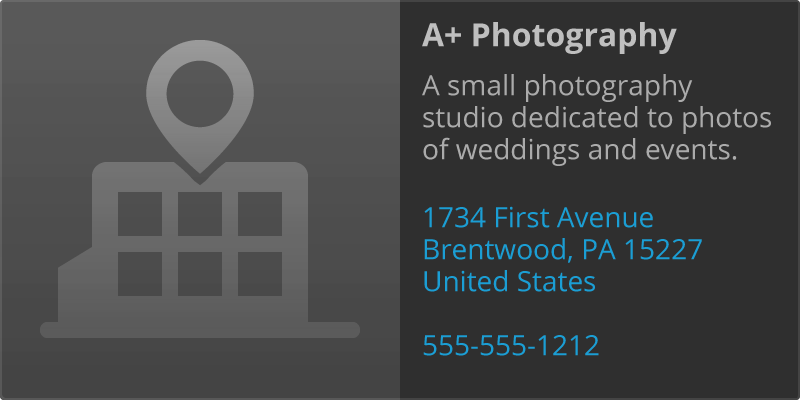 A+ Photography
A small photography
studio dedicated to photos
of weddings and events.
1734 First Avenue
Brentwood, PA 15227
United States
555-555-1212